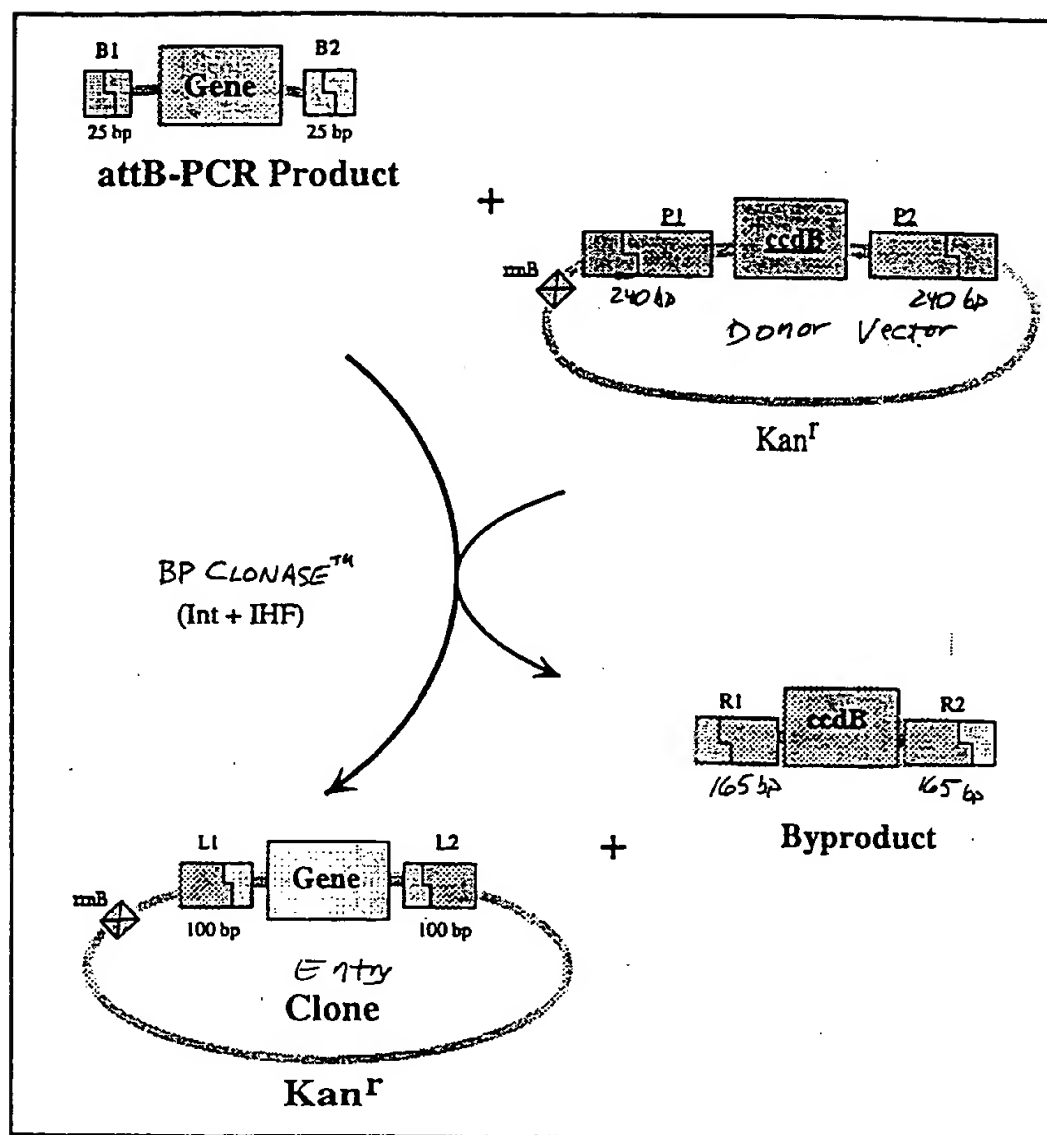 B1 B2
Gene
25 bp 25 bp
attB-PCR Product
+
P1 ccdB P2
rrnB
240 bp 240 bp
Donor Vector
Kanr
BP CLONASE™
(Int + IHF)
R1 ccdB R2
165 bp 165 bp
Byproduct
+
L1 Gene L2
rrnB
100 bp 100 bp
Entry
Clone
Kanr